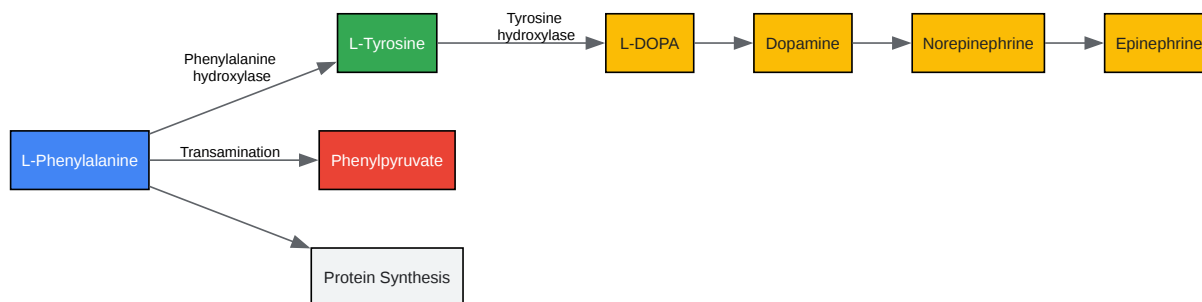 Tyrosine
hydroxylase
L-Tyrosine
L-DOPA
Dopamine
Norepinephrine
Epinephrine
Phenylalanine
hydroxylase
L-Phenylalanine
Transamination
Phenylpyruvate
Protein Synthesis